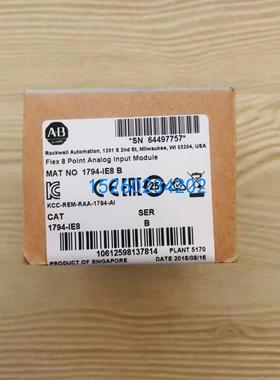 AB
Allen-Bradley
*SN 64497757*
Rockwell Automation, 1201 S 2nd St, Milwaukee, WI 53204, USA
Flex 8 Point Analog Input Module
MAT NO 1794-IE8 B
KCC-REM-RAA-1794-AI
CAT SER
1794-IE8 B
10612598137814
PLANT 5170
PRODUCT OF SINGAPORE DATE 2018/08/16